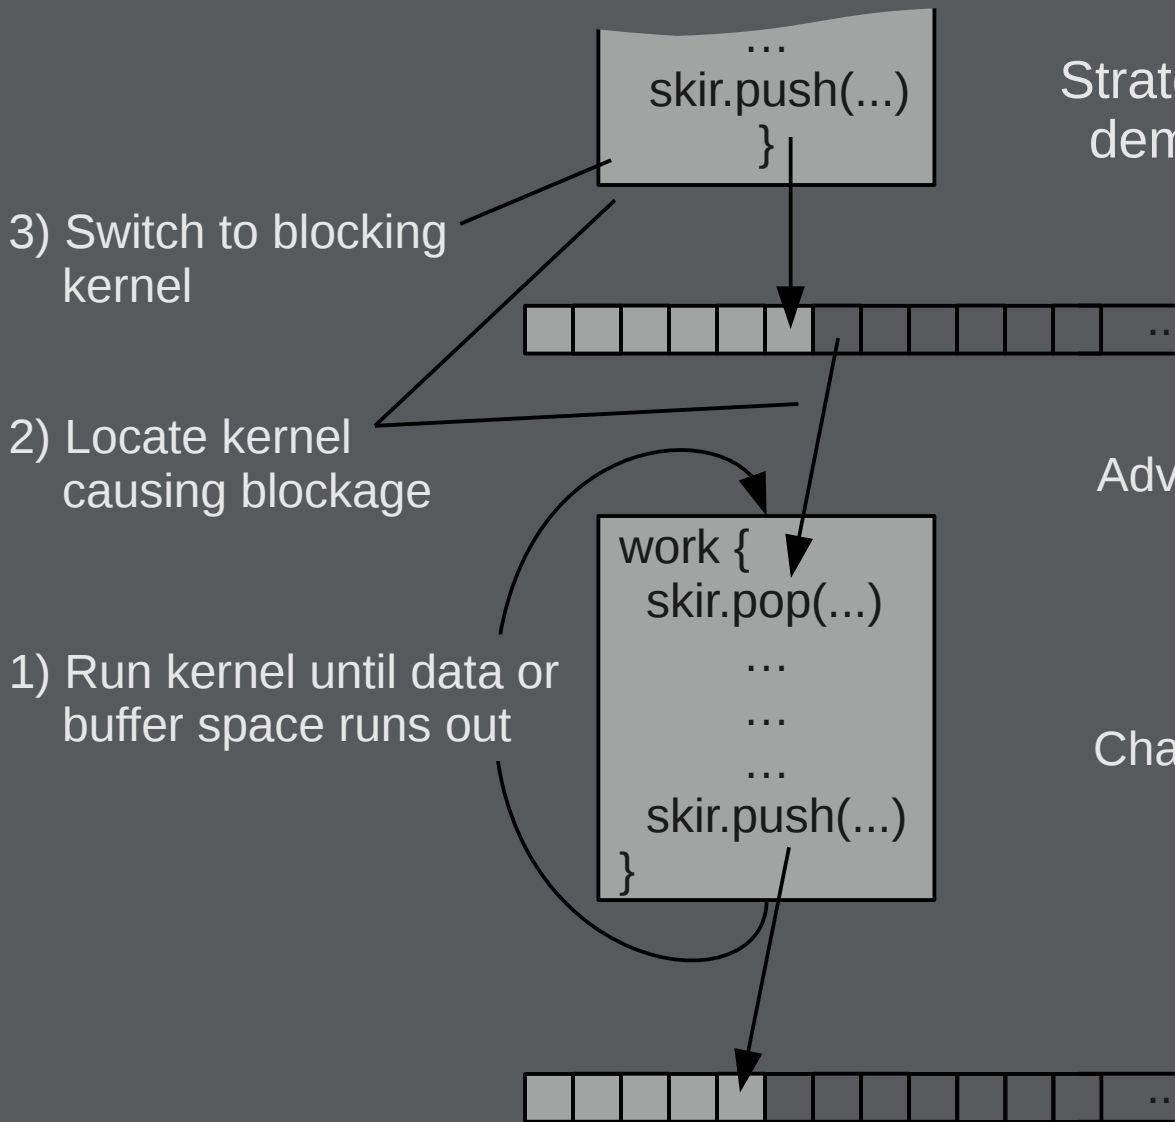 ...
skir.push(...)
}
3) Switch to blocking
kernel
...
2) Locate kernel
causing blockage
work {
skir.pop(...)
...
...
...
skir.push(...)
}
1) Run kernel until data or
buffer space runs out
...